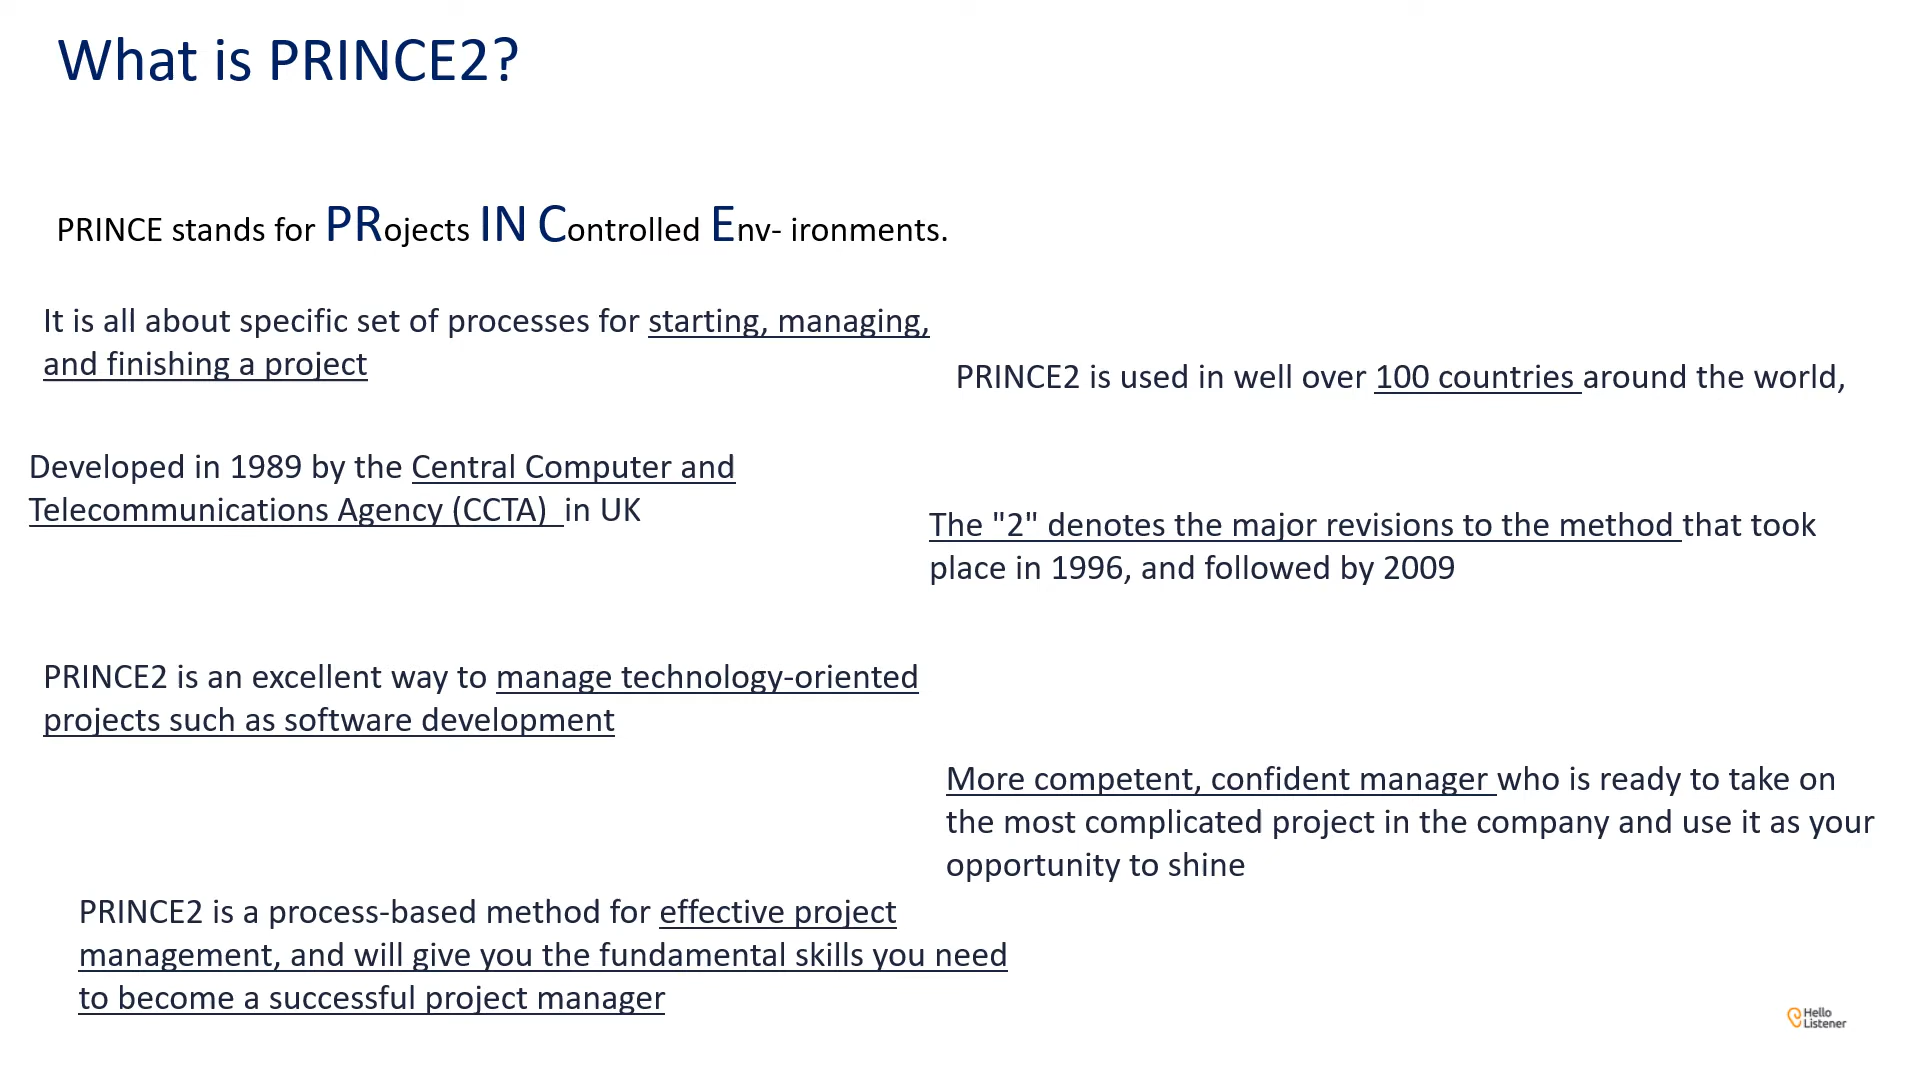 What is PRINCE2?
PRINCE stands for PRojects IN Controlled Env- ironments.
It is all about specific set of processes for starting, managing,
and finishing a project
PRINCE2 is used in well over 100 countries around the world,
Developed in 1989 by the Central Computer and
Telecommunications Agency (CCTA) in UK
The "2" denotes the major revisions to the method that took
place in 1996, and followed by 2009
PRINCE2 is an excellent way to manage technology-oriented
projects such as software development
More competent, confident manager who is ready to take on
the most complicated project in the company and use it as your
opportunity to shine
PRINCE2 is a process-based method for effective project
management, and will give you the fundamental skills you need
to become a successful project manager
Hello
Listener